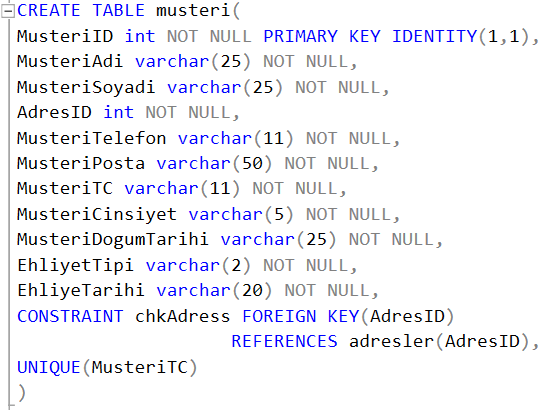 CREATE TABLE musteri(
MusteriID int NOT NULL PRIMARY KEY IDENTITY(1,1),
MusteriAdi varchar(25) NOT NULL,
MusteriSoyadi varchar(25) NOT NULL,
AdresID int NOT NULL,
MusteriTelefon varchar(11) NOT NULL,
MusteriPosta varchar(50) NOT NULL,
MusteriTC varchar(11) NOT NULL,
MusteriCinsiyet varchar(5) NOT NULL,
MusteriDogumTarihi varchar(25) NOT NULL,
EhliyetTipi varchar(2) NOT NULL,
EhliyeTarihi varchar(20) NOT NULL,
CONSTRAINT chkAdress FOREIGN KEY(AdresID)
REFERENCES adresler(AdresID),
UNIQUE(MusteriTC)
)